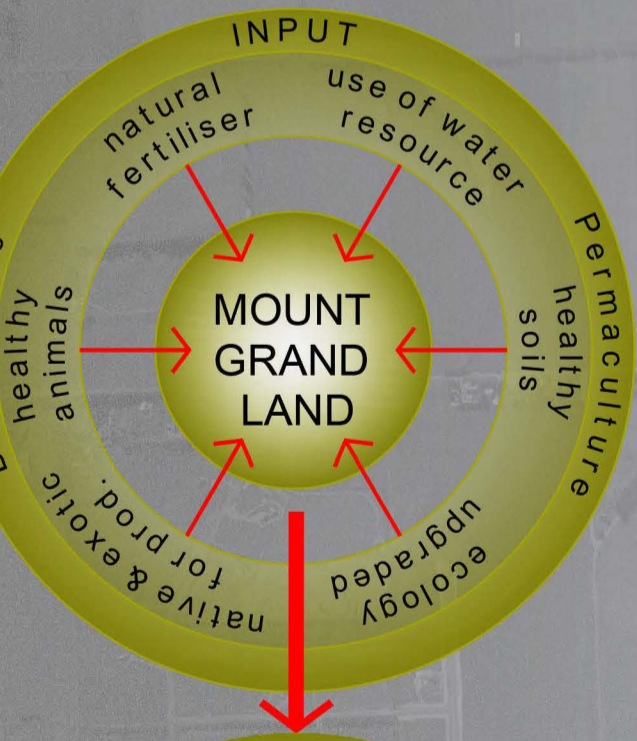 INPUT
natural
fertiliser
use of water
resource
Permaculture
healthy
soils
upgraded
ecology
native & exotic
for prod.
healthy
animals
MOUNT
GRAND
LAND